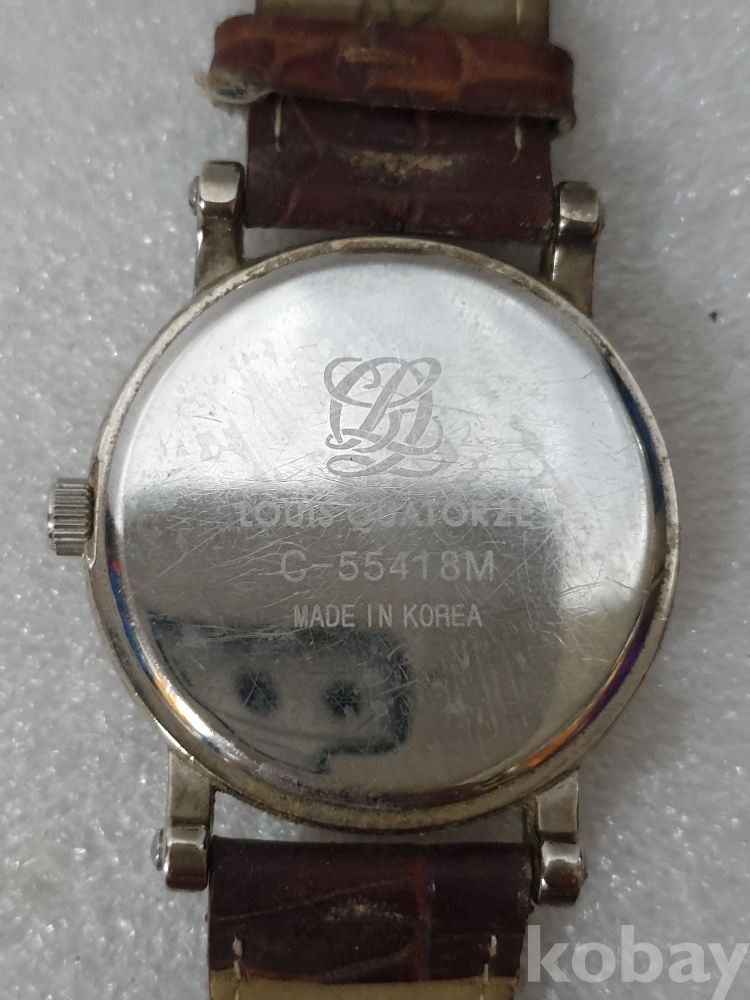 LOUIS QUATORZE
C-55418M
MADE IN KOREA
kobay